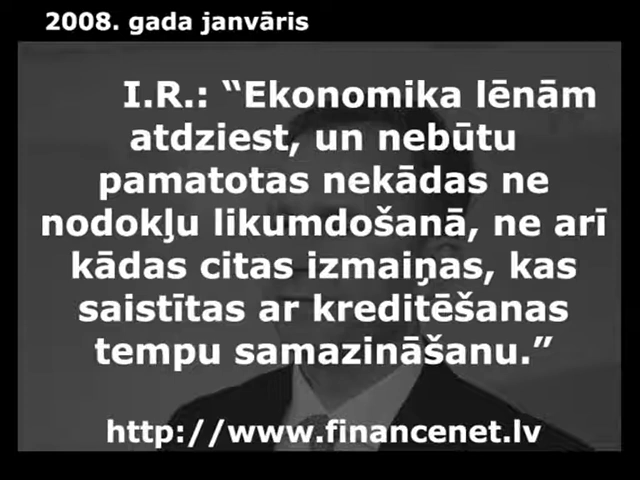 2008. gada janvāris
I.R.: “Ekonomika lēnām
atdziest, un nebūtu
pamatotas nekādas ne
nodokļu likumdošanā, ne arī
kādas citas izmaiņas, kas
saistītas ar kreditēšanas
tempu samazināšanu.”
http://www.financenet.lv